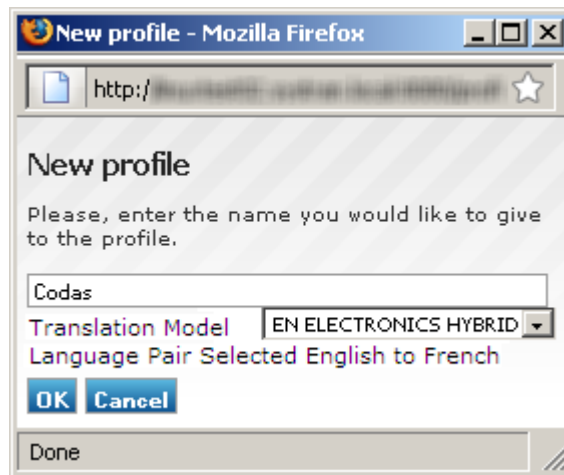 New profile - Mozilla Firefox
http:/
New profile
Please, enter the name you would like to give
to the profile.
Codas
Translation Model EN ELECTRONICS HYBRID
Language Pair Selected English to French
OK Cancel
Done